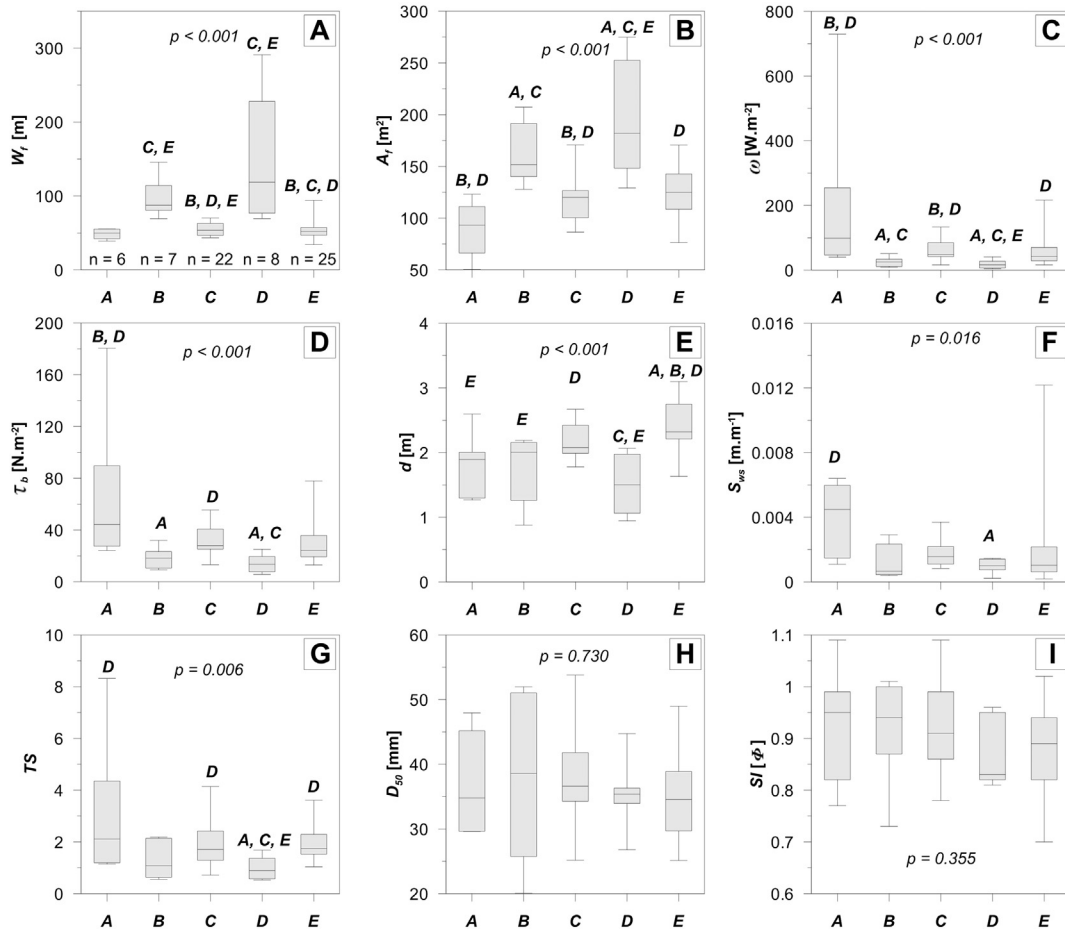 A
p < 0.001
C, E
C, E
B, D, E
B, C, D
W_f [m]
300
200
100
0
n = 6 n = 7 n = 22 n = 8 n = 25
A B C D E
B
A, C, E
p < 0.001
A, C
B, D
D
B, D
A_f [m²]
300
250
200
150
100
50
A B C D E
C
B, D
p < 0.001
A, C
B, D
A, C, E
D
ω [W.m⁻²]
800
600
400
200
0
A B C D E
D
B, D
p < 0.001
A
D
A, C
τ_b [N.m⁻²]
200
160
120
80
40
0
A B C D E
E
p < 0.001
E
E
D
C, E
A, B, D
d [m]
4
3
2
1
0
A B C D E
F
p = 0.016
D
A
S_ws [m.m⁻¹]
0.016
0.012
0.008
0.004
0
A B C D E
G
p = 0.006
D
D
A, C, E
D
TS
10
8
6
4
2
0
A B C D E
H
p = 0.730
D₅₀ [mm]
60
50
40
30
20
A B C D E
I
p = 0.355
SI [Φ]
1.1
1
0.9
0.8
0.7
0.6
A B C D E